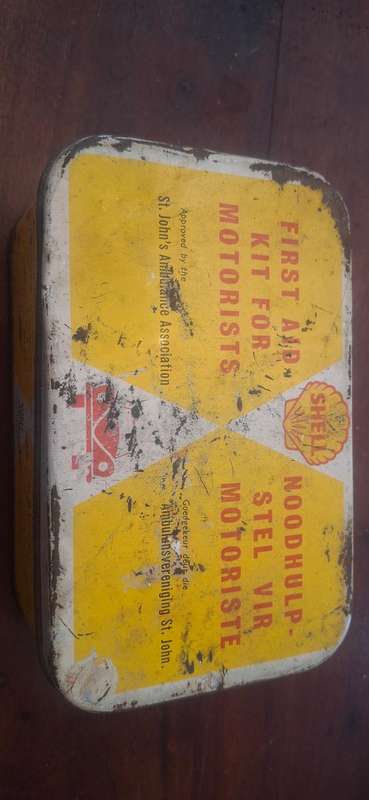 FIRST AID
KIT FOR
MOTORISTS
Approved by the
St. John's Ambulance Association
SHELL
NOODHULP-
STEL VIR
MOTORISTE
Goedgekeur deur die
Ambulansvereniging St. John.